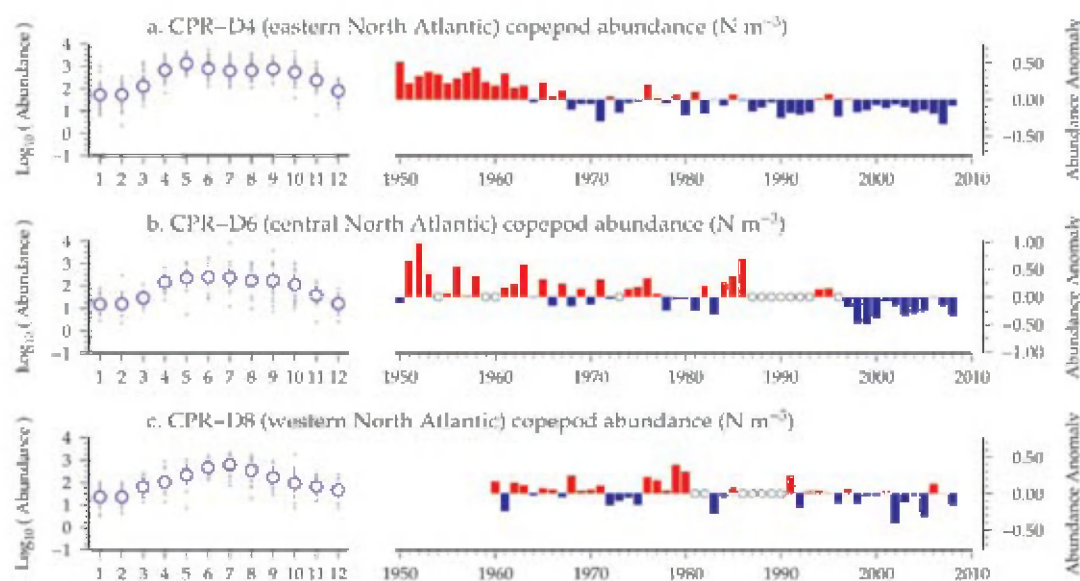 a. CPR–D4 (eastern North Atlantic) copepod abundance (N m⁻³)
Log₁₀ ( Abundance )
4
3
2
1
0
−1
1 2 3 4 5 6 7 8 9 10 11 12
1950 1960 1970 1980 1990 2000 2010
0.50
0.00
−0.50
Abundance Anomaly
b. CPR–D6 (central North Atlantic) copepod abundance (N m⁻³)
Log₁₀ ( Abundance )
4
3
2
1
0
−1
1 2 3 4 5 6 7 8 9 10 11 12
1950 1960 1970 1980 1990 2000 2010
1.00
0.50
0.00
−0.50
−1.00
Abundance Anomaly
c. CPR–D8 (western North Atlantic) copepod abundance (N m⁻³)
Log₁₀ ( Abundance )
4
3
2
1
0
−1
1 2 3 4 5 6 7 8 9 10 11 12
1950 1960 1970 1980 1990 2000 2010
0.50
0.00
−0.50
Abundance Anomaly